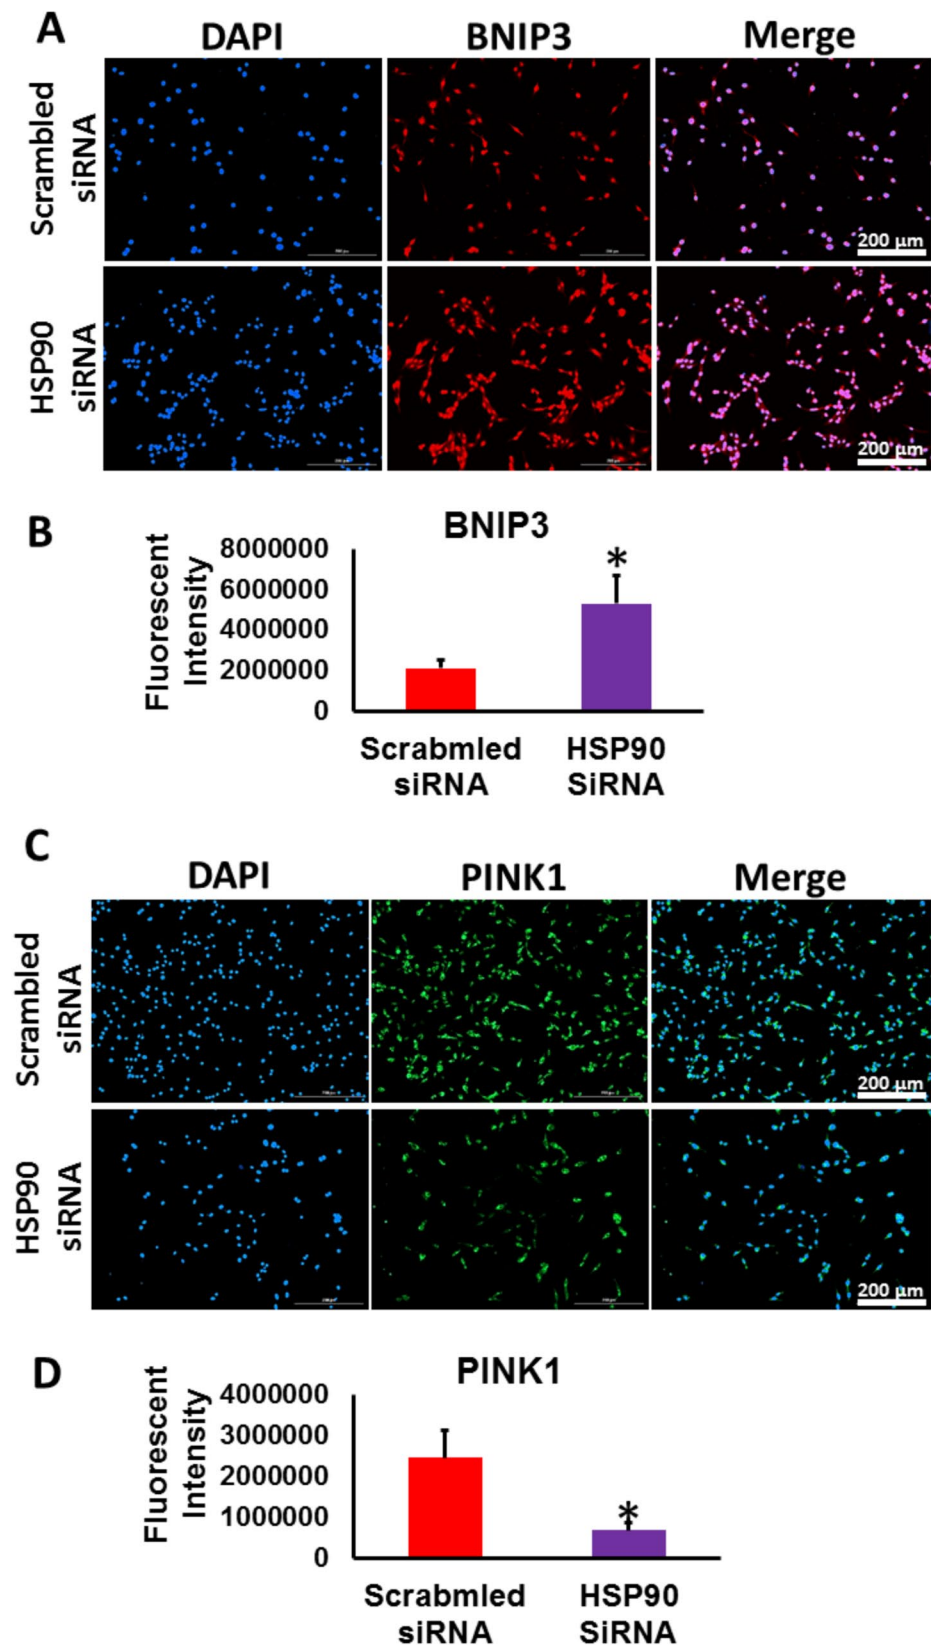 A
DAPI
BNIP3
Merge
Scrambled
siRNA
200 µm
HSP90
siRNA
200 µm
B
BNIP3
Fluorescent
Intensity
8000000
6000000
4000000
2000000
0
*
Scrabmled
siRNA
HSP90
SiRNA
C
DAPI
PINK1
Merge
Scrambled
siRNA
200 µm
HSP90
siRNA
200 µm
D
PINK1
Fluorescent
Intensity
4000000
3000000
2000000
1000000
0
*
Scrabmled
siRNA
HSP90
SiRNA